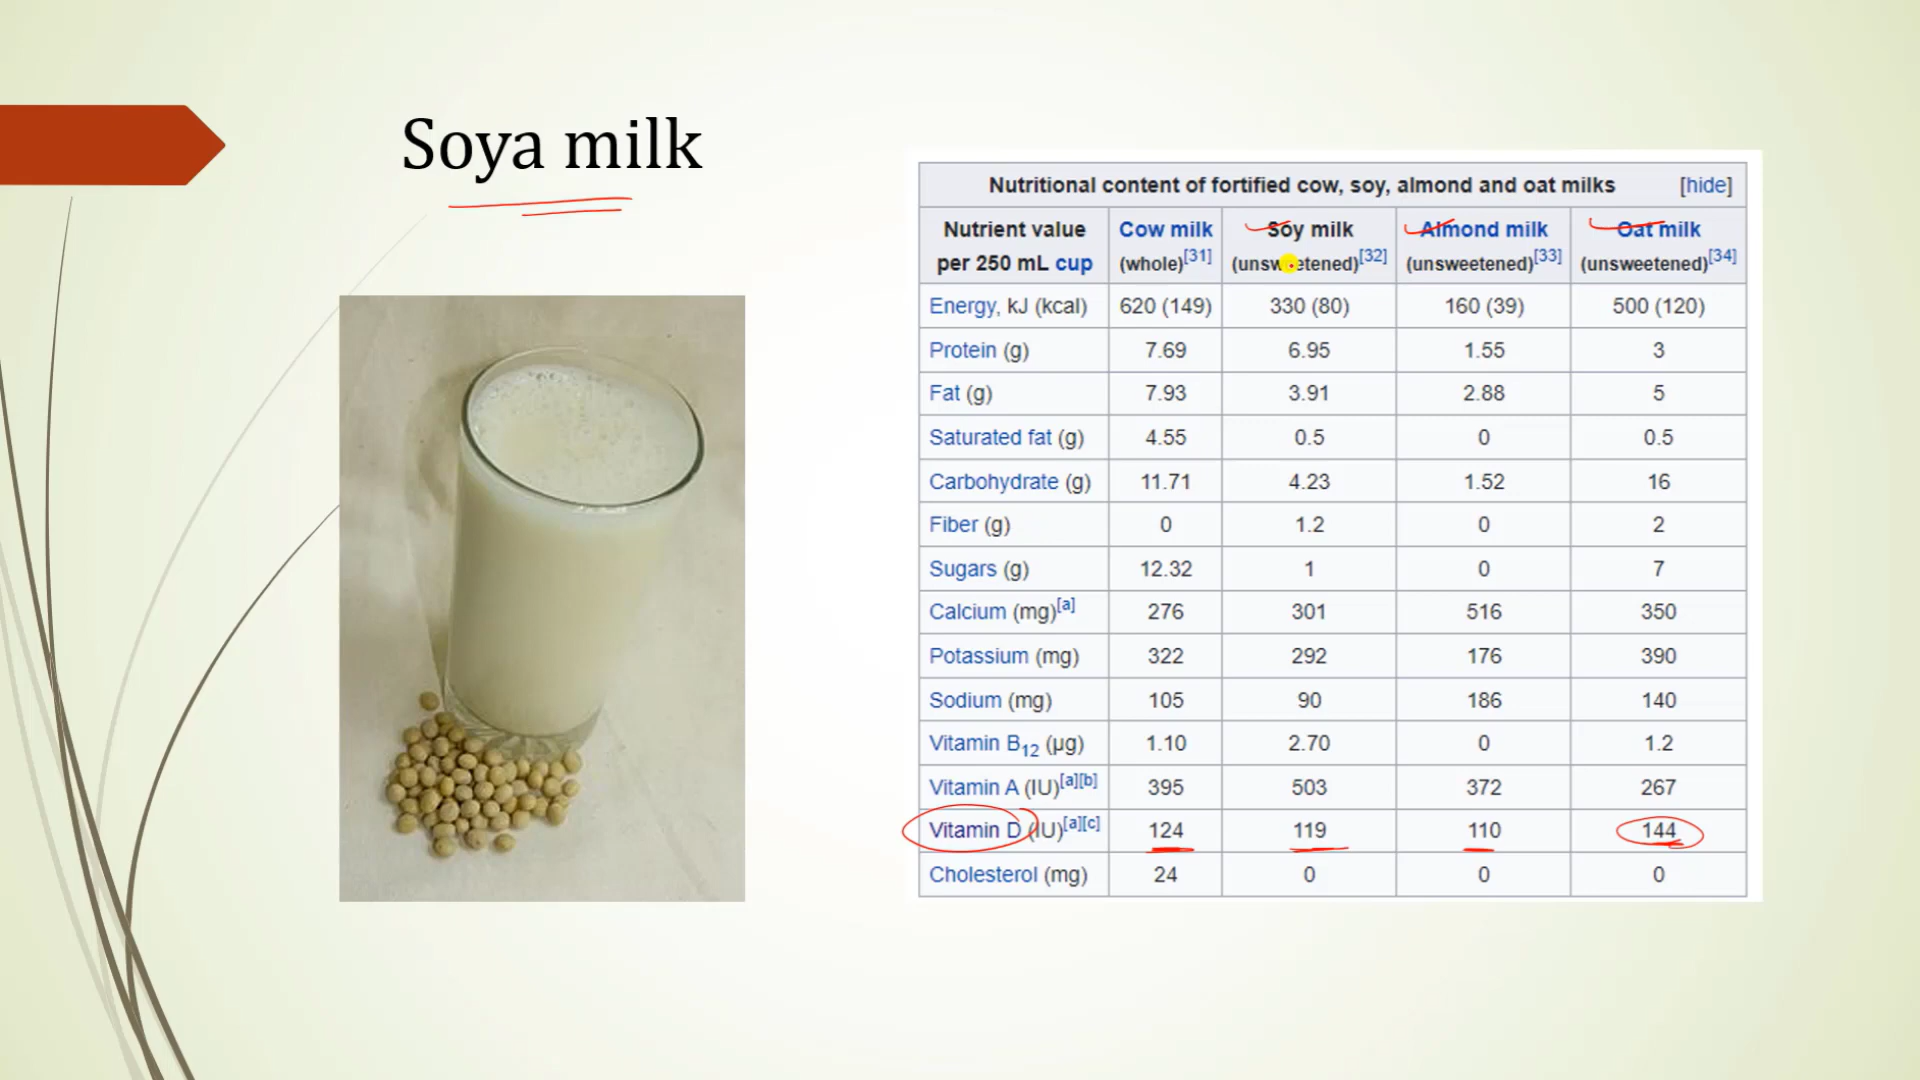 Soya milk
Nutritional content of fortified cow, soy, almond and oat milks [hide]
Nutrient value per 250 mL cup Cow milk (whole)[31] Soy milk (unsweetened)[32] Almond milk (unsweetened)[33] Oat milk (unsweetened)[34]
Energy, kJ (kcal) 620 (149) 330 (80) 160 (39) 500 (120)
Protein (g) 7.69 6.95 1.55 3
Fat (g) 7.93 3.91 2.88 5
Saturated fat (g) 4.55 0.5 0 0.5
Carbohydrate (g) 11.71 4.23 1.52 16
Fiber (g) 0 1.2 0 2
Sugars (g) 12.32 1 0 7
Calcium (mg)[a] 276 301 516 350
Potassium (mg) 322 292 176 390
Sodium (mg) 105 90 186 140
Vitamin B12 (μg) 1.10 2.70 0 1.2
Vitamin A (IU)[a][b] 395 503 372 267
Vitamin D (IU)[a][c] 124 119 110 144
Cholesterol (mg) 24 0 0 0